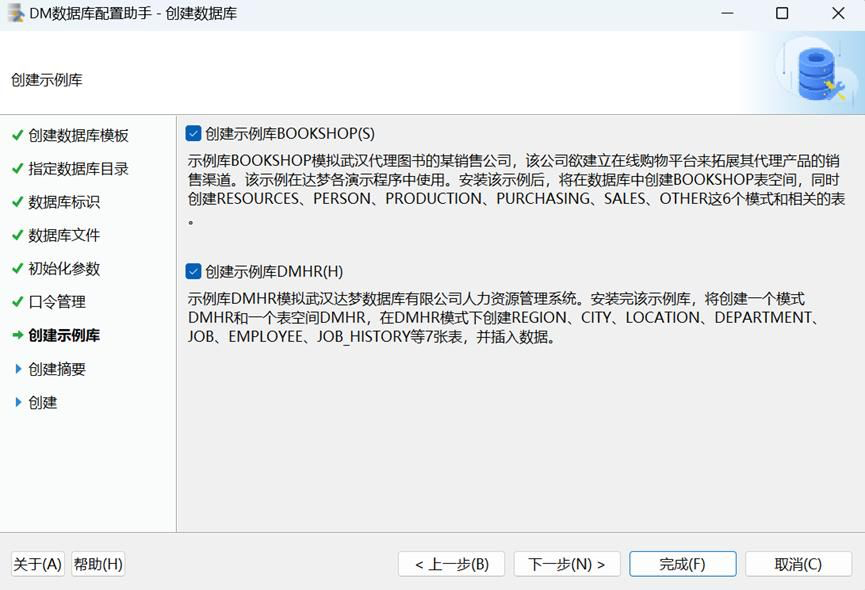 DM数据库配置助手 - 创建数据库
创建示例库
创建数据库模板
指定数据库目录
数据库标识
数据库文件
初始化参数
口令管理
创建示例库
创建摘要
创建
创建示例库BOOKSHOP(S)
示例库BOOKSHOP模拟武汉代理图书的某销售公司，该公司欲建立在线购物平台来拓展其代理产品的销
售渠道。该示例在达梦各演示程序中使用。安装该示例后，将在数据库中创建BOOKSHOP表空间，同时
创建RESOURCES、PERSON、PRODUCTION、PURCHASING、SALES、OTHER这6个模式和相关的表
。
创建示例库DMHR(H)
示例库DMHR模拟武汉达梦数据库有限公司人力资源管理系统。安装完该示例库，将创建一个模式
DMHR和一个表空间DMHR，在DMHR模式下创建REGION、CITY、LOCATION、DEPARTMENT、
JOB、EMPLOYEE、JOB_HISTORY等7张表，并插入数据。
关于(A) 帮助(H) < 上一步(B) 下一步(N) > 完成(F) 取消(C)